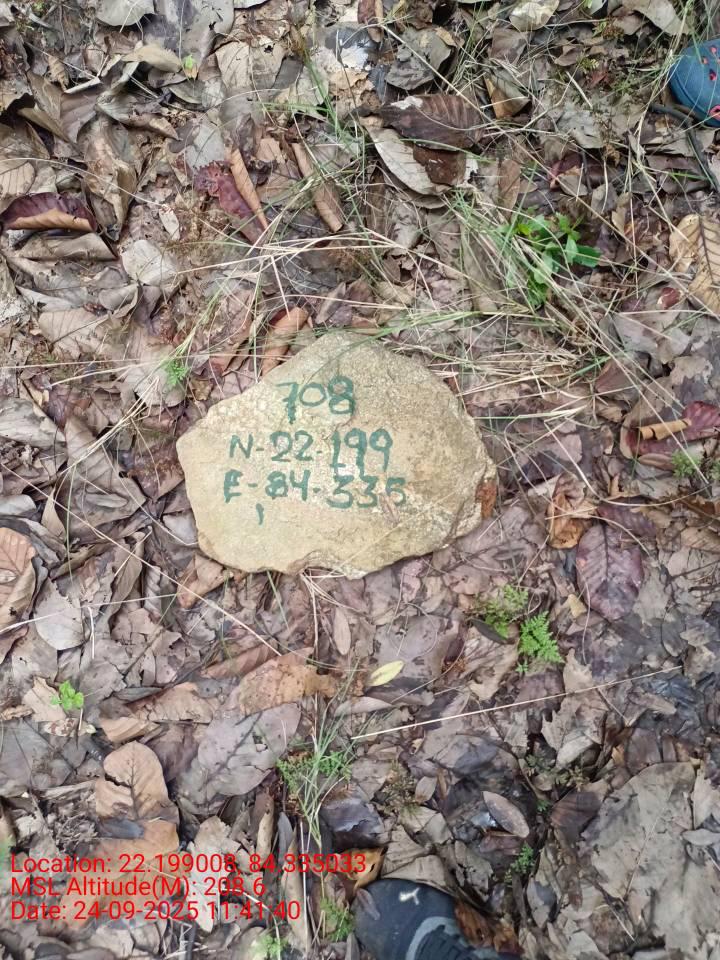 708
N-22-199
E-84-335
Location: 22.199008, 84.335033
MSL Altitude(M): 208.6
Date: 24-09-2025 11:41:40